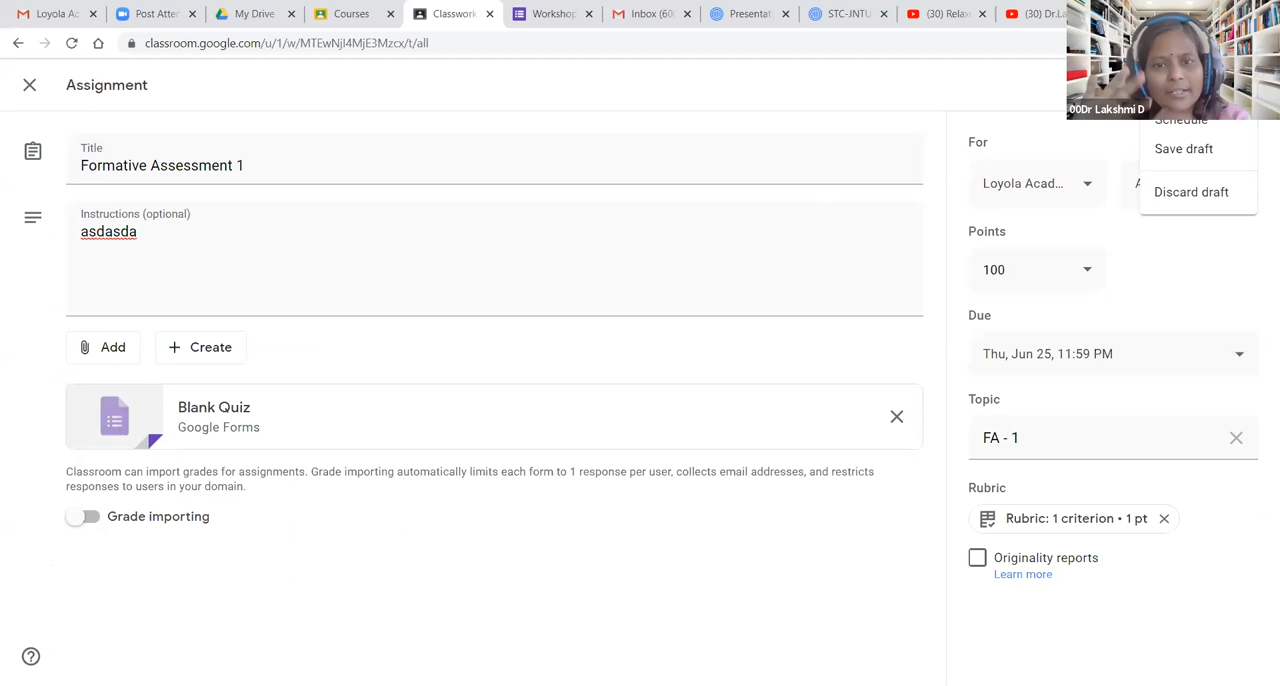 Loyola Ac
Post Atter
My Drive
Courses
Classwork
Workshop
Inbox (60
Presentat
STC-JNTU
(30) Relax
(30) Dr.La
classroom.google.com/u/1/w/MTEwNjI4MjE3Mzcx/t/all
00Dr Lakshmi D
Assignment
Title
Formative Assessment 1
Instructions (optional)
asdasda
Add
Create
Blank Quiz
Google Forms
Classroom can import grades for assignments. Grade importing automatically limits each form to 1 response per user, collects email addresses, and restricts
responses to users in your domain.
Grade importing
Schedule
Save draft
Discard draft
For
Loyola Acad...
A
Points
100
Due
Thu, Jun 25, 11:59 PM
Topic
FA - 1
Rubric
Rubric: 1 criterion • 1 pt
Originality reports
Learn more